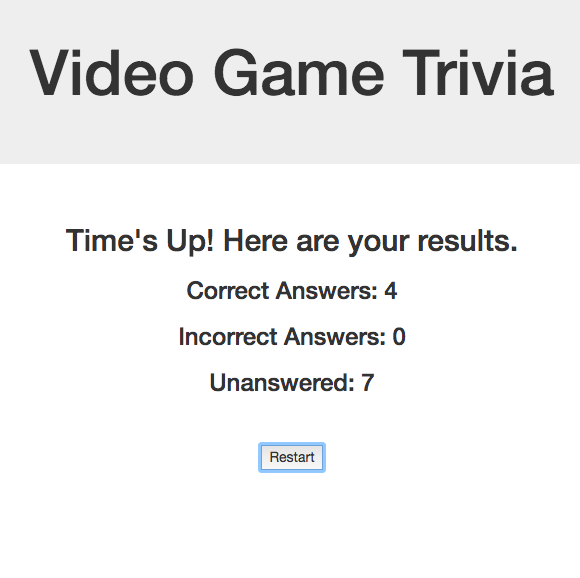 Video Game Trivia
Time's Up! Here are your results.
Correct Answers: 4
Incorrect Answers: 0
Unanswered: 7
Restart